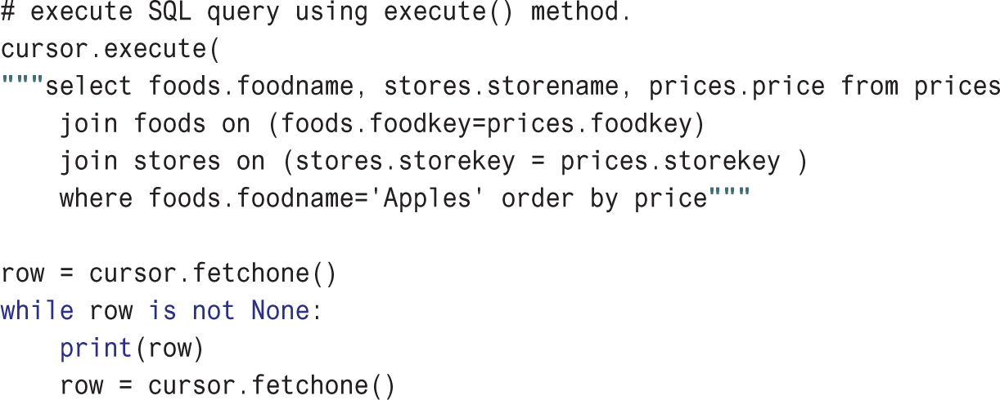 # execute SQL query using execute() method.
cursor.execute(
"""select foods.foodname, stores.storename, prices.price from prices
    join foods on (foods.foodkey=prices.foodkey)
    join stores on (stores.storekey = prices.storekey )
    where foods.foodname='Apples' order by price"""

row = cursor.fetchone()
while row is not None:
    print(row)
    row = cursor.fetchone()